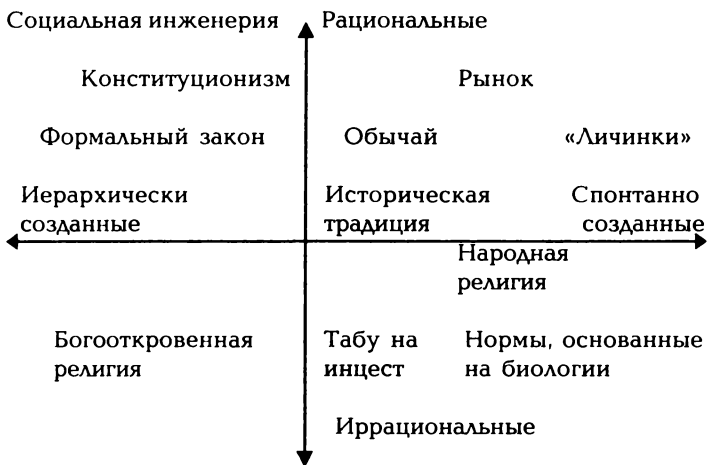 Социальная инженерия Рациональные
Конституционизм Рынок
Формальный закон Обычай «Личинки»
Иерархически Историческая Спонтанно
созданные традиция созданные
Народная
религия
Богооткровенная Табу на Нормы, основанные
религия инцест на биологии
Иррациональные